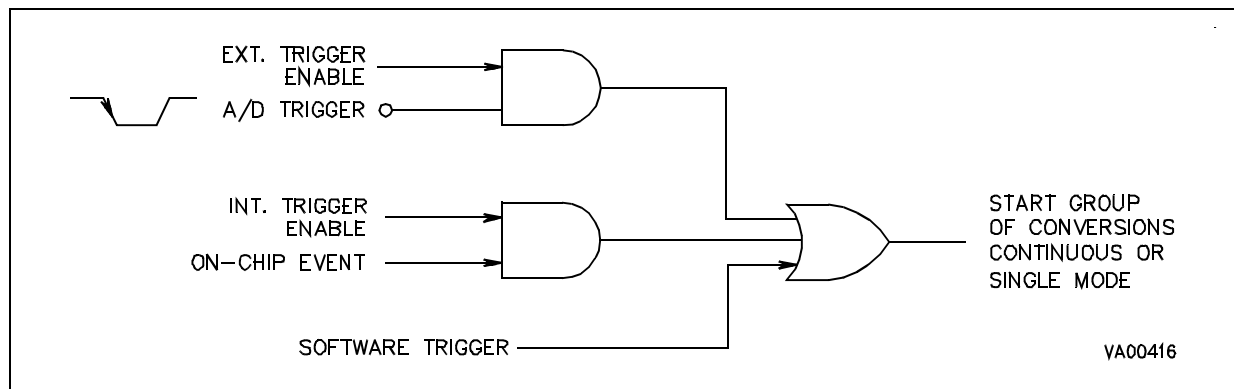 EXT. TRIGGER
ENABLE
A/D TRIGGER
INT. TRIGGER
ENABLE
ON-CHIP EVENT
SOFTWARE TRIGGER
START GROUP
OF CONVERSIONS
CONTINUOUS OR
SINGLE MODE
VA00416